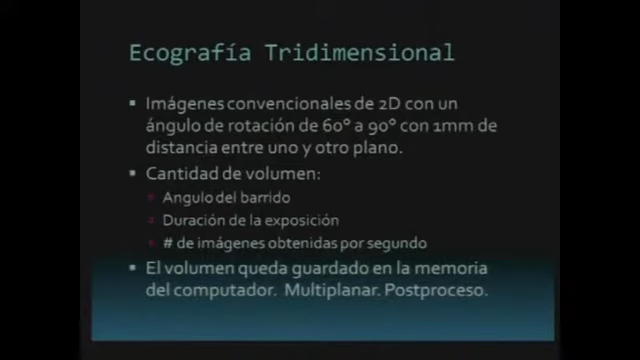 Ecografía Tridimensional
Imágenes convencionales de 2D con un
ángulo de rotación de 60° a 90° con 1mm de
distancia entre uno y otro plano.
Cantidad de volumen:
Angulo del barrido
Duración de la exposición
# de imágenes obtenidas por segundo
El volumen queda guardado en la memoria
del computador. Multiplanar. Postproceso.